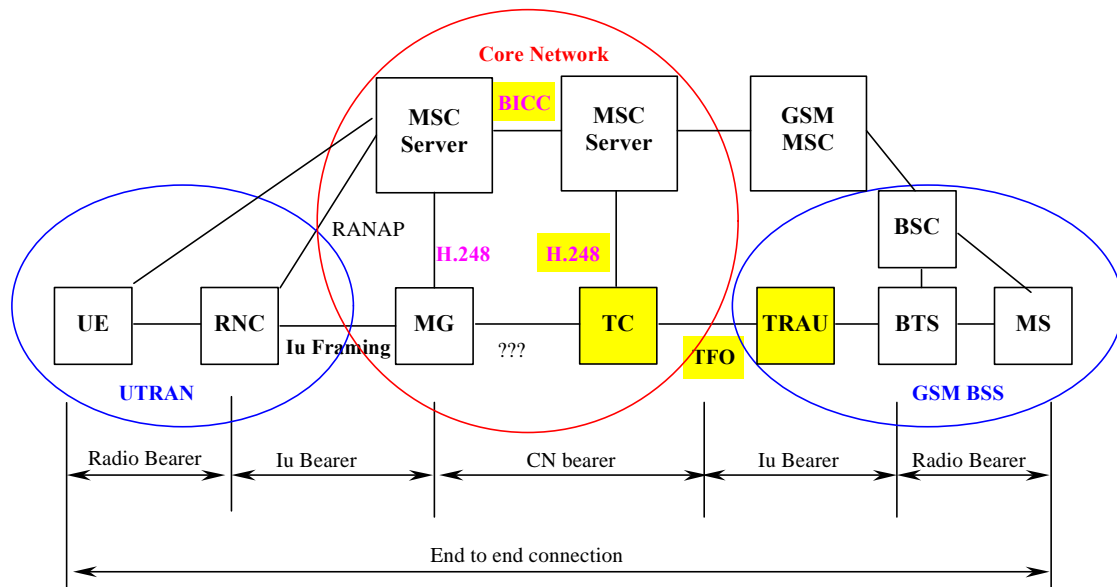 Core Network
BICC
MSC
Server
MSC
Server
GSM
MSC
BSC
RANAP
H.248
H.248
UE
RNC
MG
TC
TRAU
BTS
MS
Iu Framing
???
TFO
UTRAN
GSM BSS
Radio Bearer
Iu Bearer
CN bearer
Iu Bearer
Radio Bearer
End to end connection